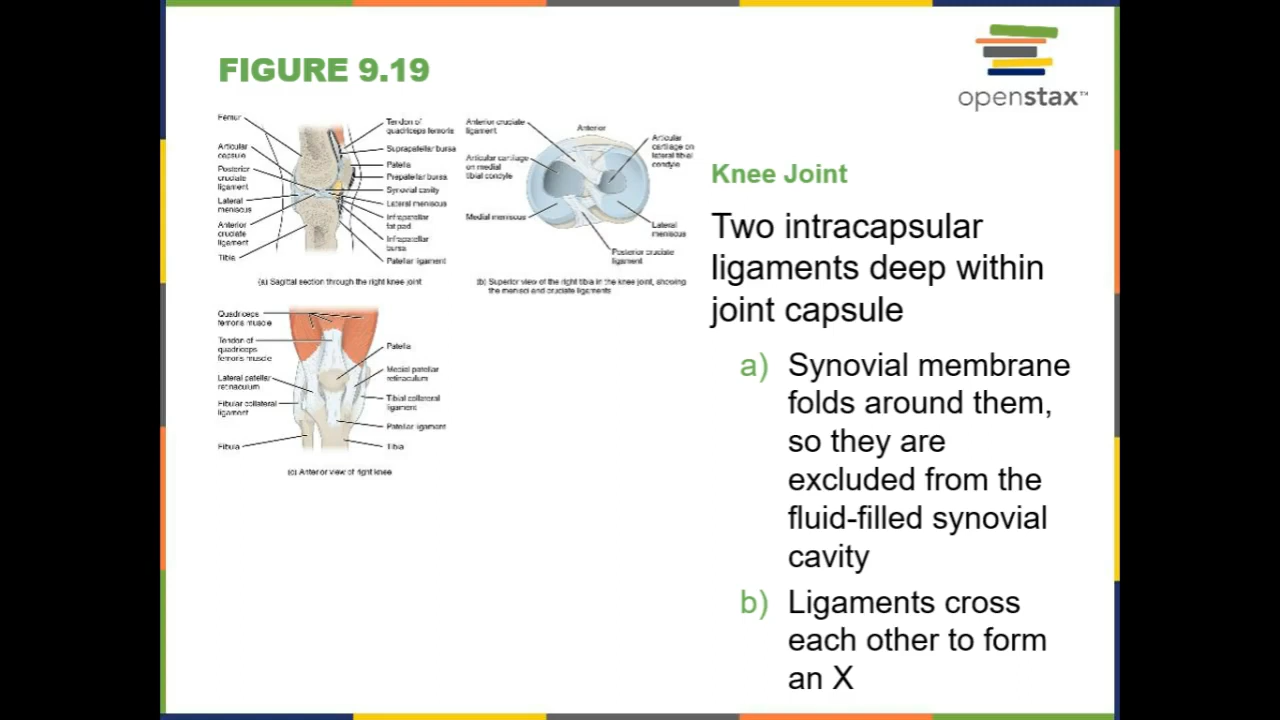 FIGURE 9.19
openstax™
Femur
Articular
capsule
Posterior
cruciate
ligament
Lateral
meniscus
Anterior
cruciate
ligament
Tibia
Tendon of
quadriceps femoris
Suprapatellar bursa
Patella
Prepatellar bursa
Synovial cavity
Lateral meniscus
Infrapatellar
fat pad
Infrapatellar
bursa
Patellar ligament
(a) Sagittal section through the right knee joint
Anterior cruciate
ligament
Articular cartilage
on medial
tibial condyle
Medial meniscus
Anterior
Articular
cartilage on
lateral tibial
condyle
Lateral
meniscus
Posterior cruciate
ligament
(b) Superior view of the right tibia in the knee joint, showing
the menisci and cruciate ligaments
Quadriceps
femoris muscle
Tendon of
quadriceps
femoris muscle
Lateral patellar
retinaculum
Fibular collateral
ligament
Fibula
Patella
Medial patellar
retinaculum
Tibial collateral
ligament
Patellar ligament
Tibia
(c) Anterior view of right knee
Knee Joint
Two intracapsular
ligaments deep within
joint capsule
a) Synovial membrane
folds around them,
so they are
excluded from the
fluid-filled synovial
cavity
b) Ligaments cross
each other to form
an X